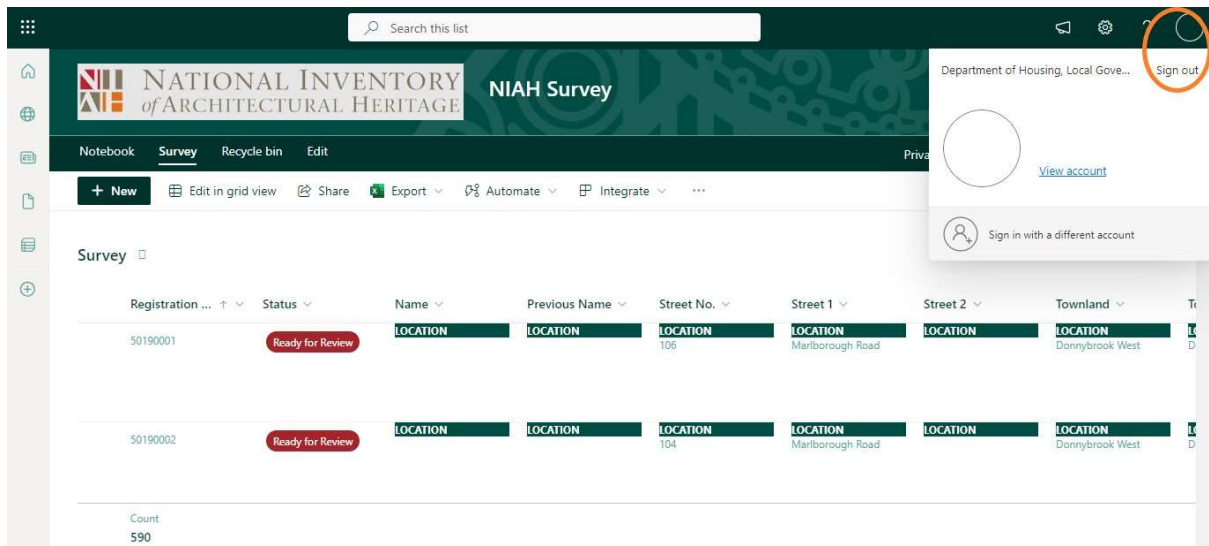 Search this list
?
NATIONAL INVENTORY
of ARCHITECTURAL HERITAGE
NIAH Survey
Department of Housing, Local Gove...
Sign out
View account
Sign in with a different account
Notebook Survey Recycle bin Edit
Priva
+ New Edit in grid view Share Export Automate Integrate ...
Survey
Registration ... Status Name Previous Name Street No. Street 1 Street 2 Townland
LOCATION LOCATION LOCATION LOCATION LOCATION LOCATION
50190001 Ready for Review 106 Marlborough Road Donnybrook West D
LOCATION LOCATION LOCATION LOCATION LOCATION LOCATION
50190002 Ready for Review 104 Marlborough Road Donnybrook West D
Count
590